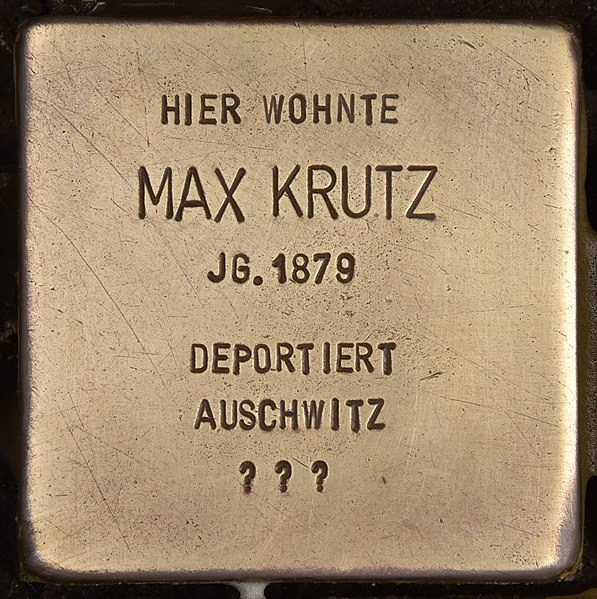 HIER WOHNTE
MAX KRUTZ
JG. 1879
DEPORTIERT
AUSCHWITZ
? ? ?